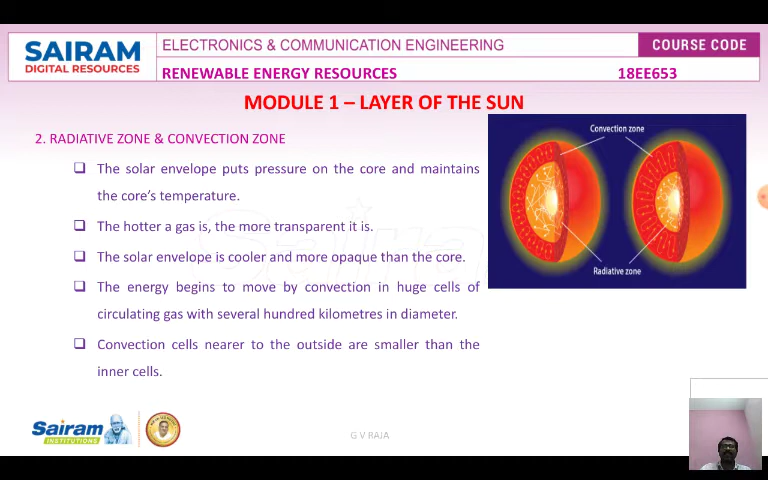 SAIRAM
DIGITAL RESOURCES
ELECTRONICS & COMMUNICATION ENGINEERING
COURSE CODE
RENEWABLE ENERGY RESOURCES
18EE653
MODULE 1 – LAYER OF THE SUN
2. RADIATIVE ZONE & CONVECTION ZONE
The solar envelope puts pressure on the core and maintains
the core's temperature.
The hotter a gas is, the more transparent it is.
The solar envelope is cooler and more opaque than the core.
The energy begins to move by convection in huge cells of
circulating gas with several hundred kilometres in diameter.
Convection cells nearer to the outside are smaller than the
inner cells.
Convection zone
Radiative zone
Sairam
INSTITUTIONS
G V RAJA